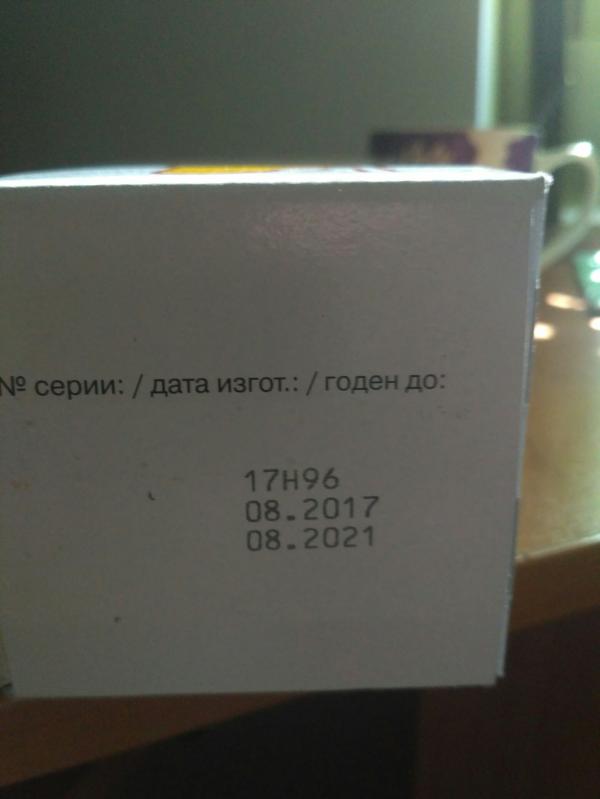 № серии: / дата изгот.: / годен до:
17H96
08.2017
08.2021